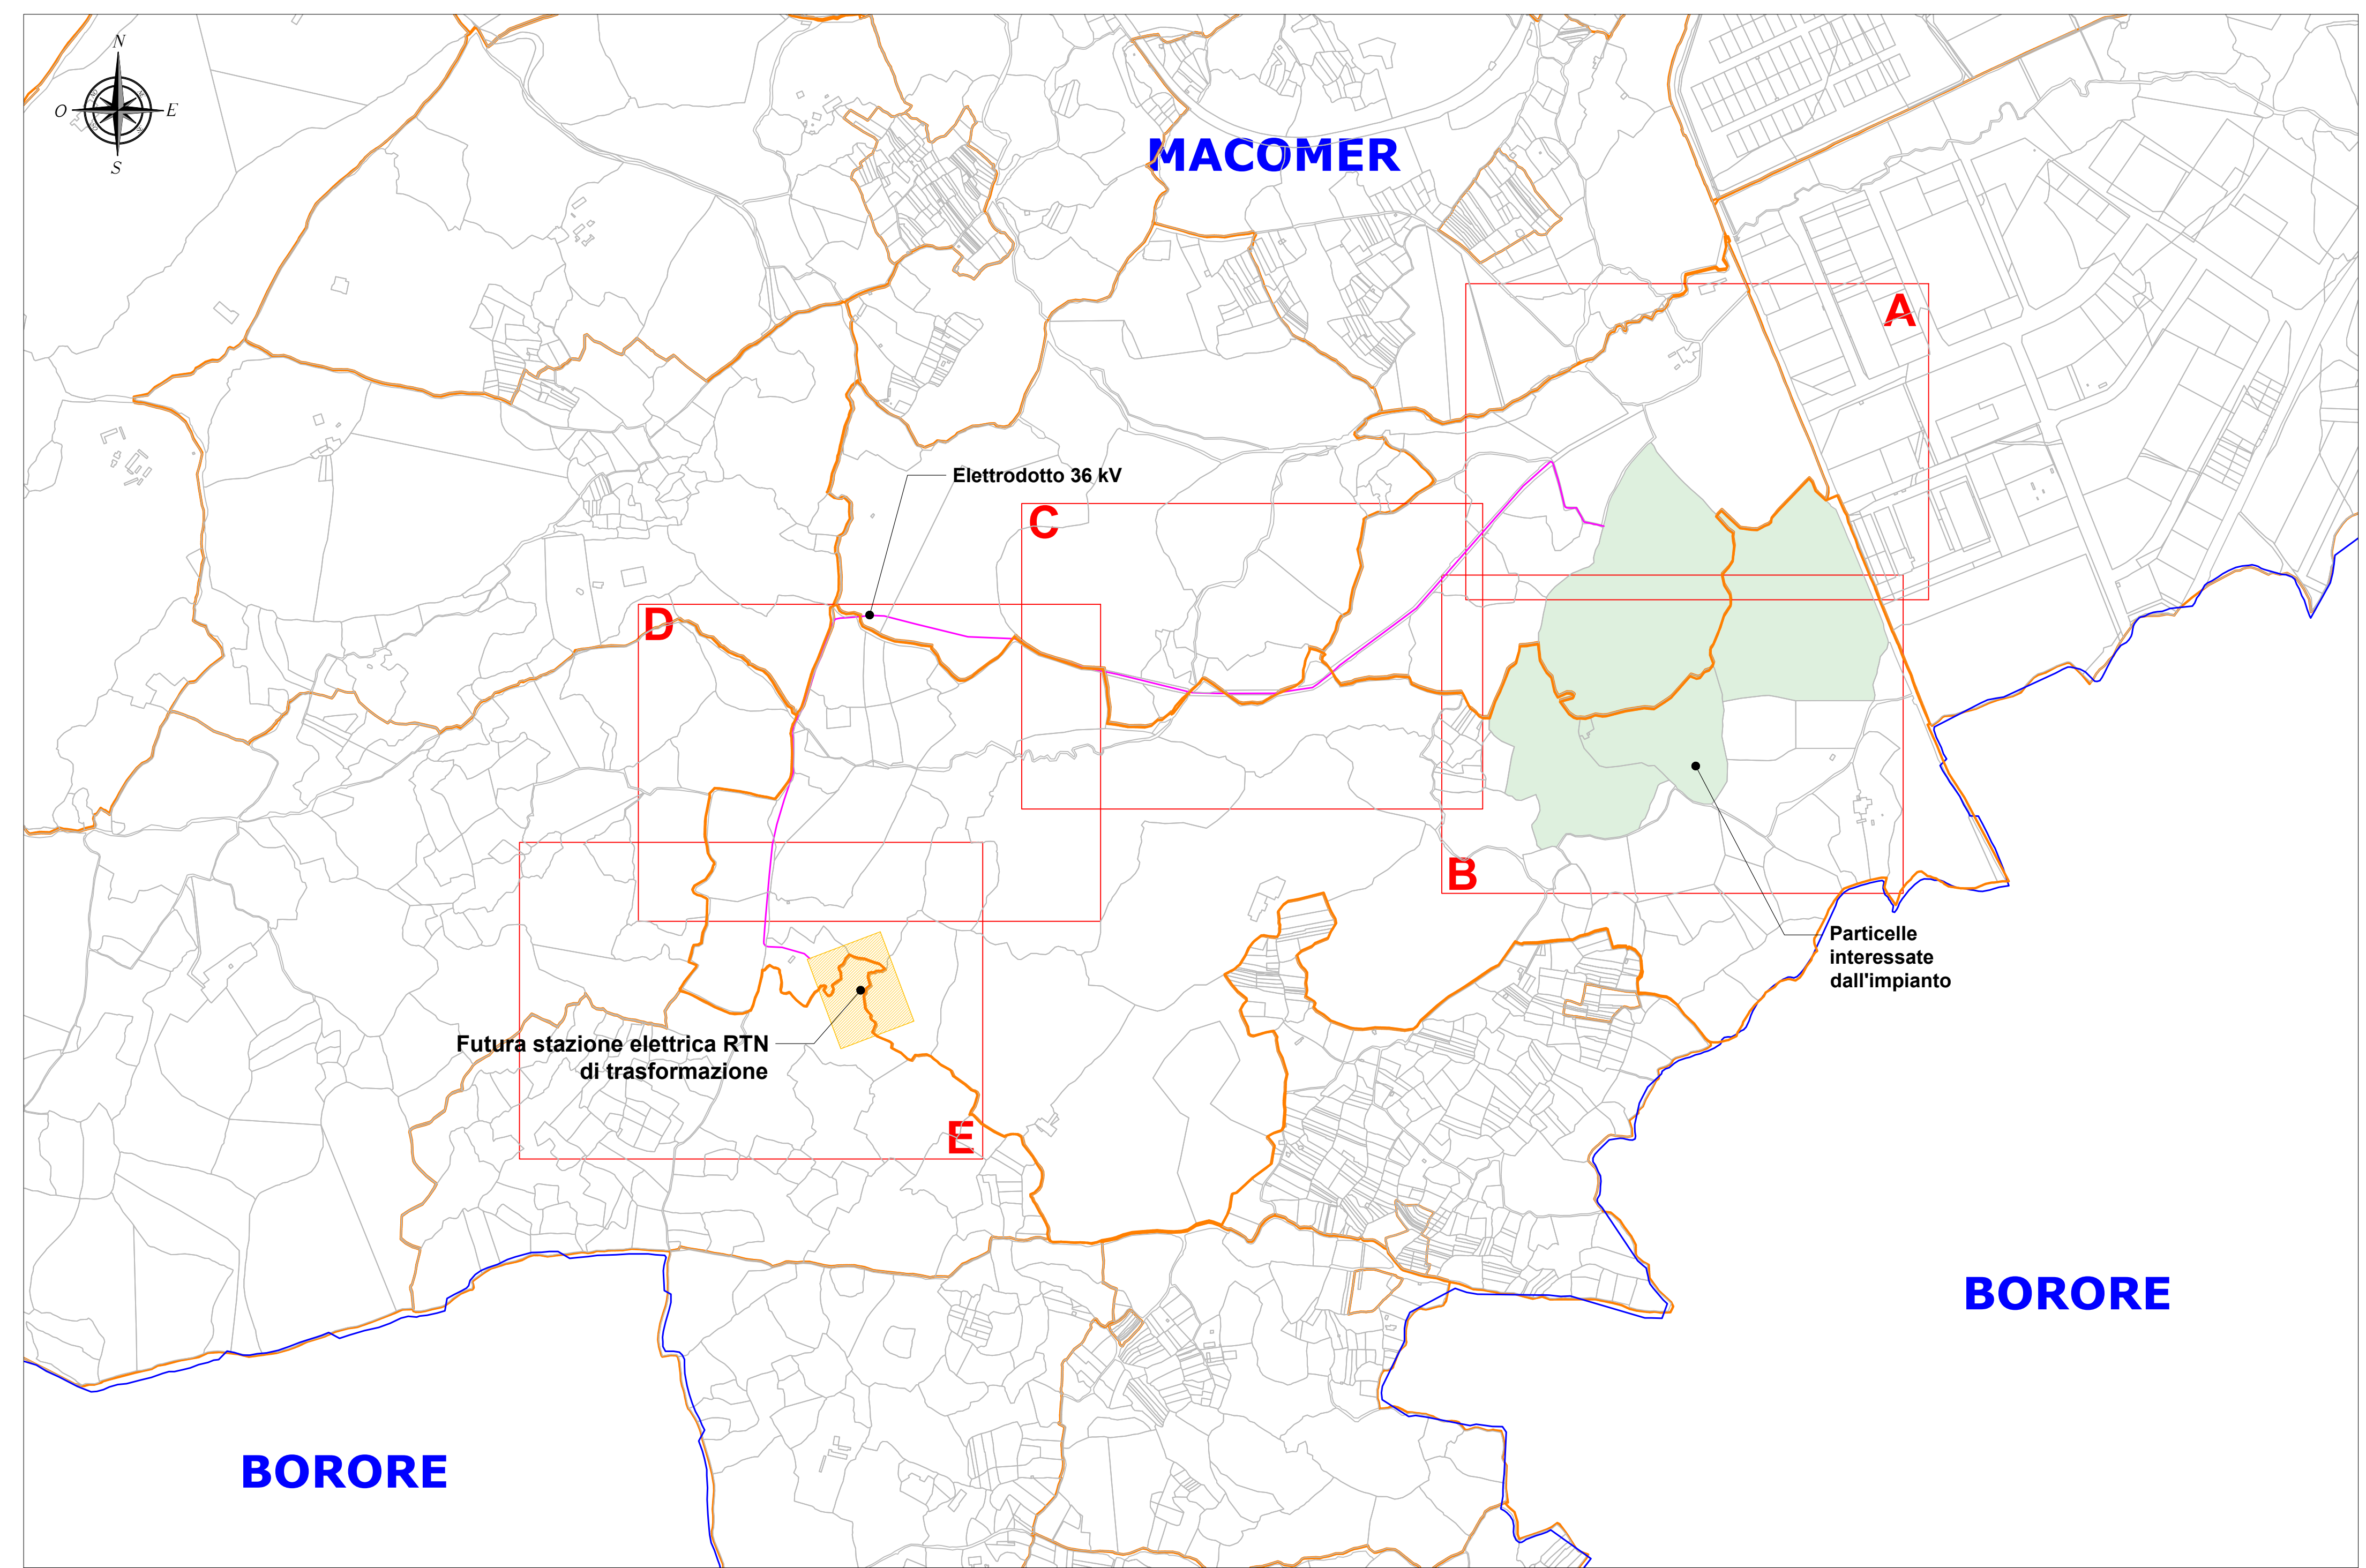 N
O
E
S
MACOMER
A
Elettrodotto 36 kV
C
D
B
Particelle
interessate
dall'impianto
Futura stazione elettrica RTN
di trasformazione
E
BORORE
BORORE